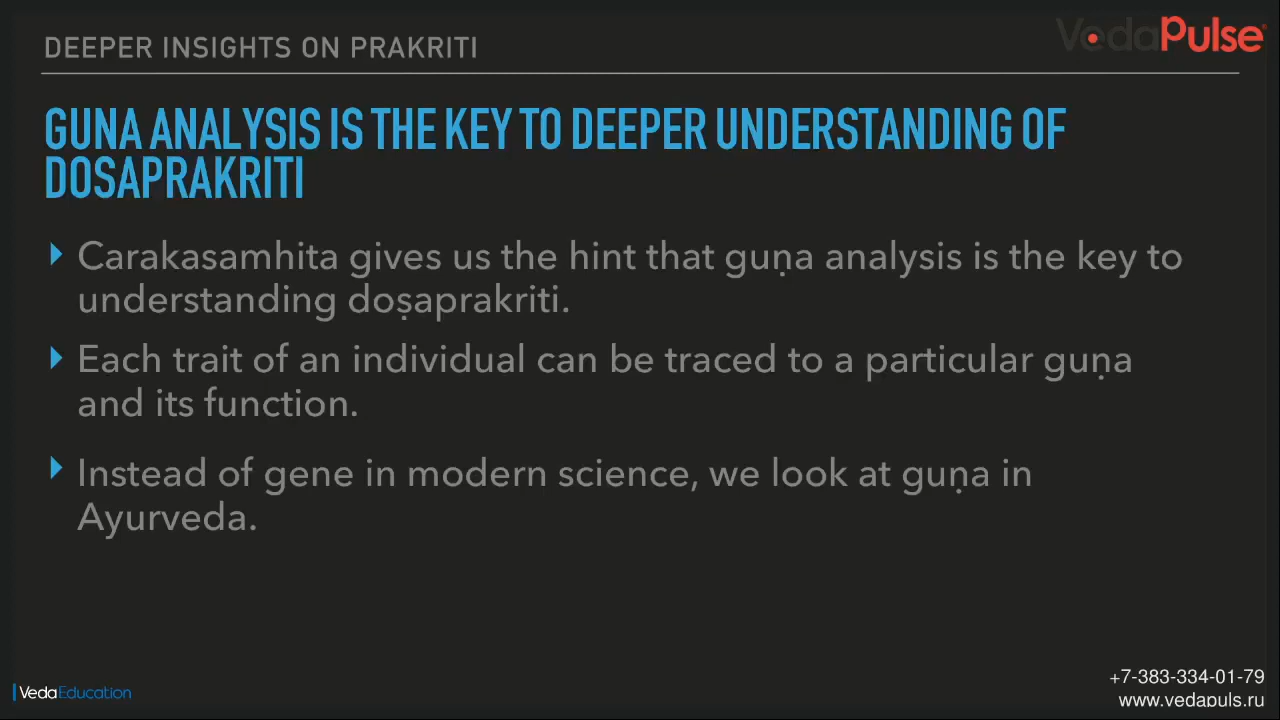 DEEPER INSIGHTS ON PRAKRITI
VedaPulse®
GUNA ANALYSIS IS THE KEY TO DEEPER UNDERSTANDING OF
DOSAPRAKRITI
Carakasamhita gives us the hint that guṇa analysis is the key to
understanding doṣaprakriti.
Each trait of an individual can be traced to a particular guṇa
and its function.
Instead of gene in modern science, we look at guṇa in
Ayurveda.
VedaEducation
+7-383-334-01-79
www.vedapuls.ru